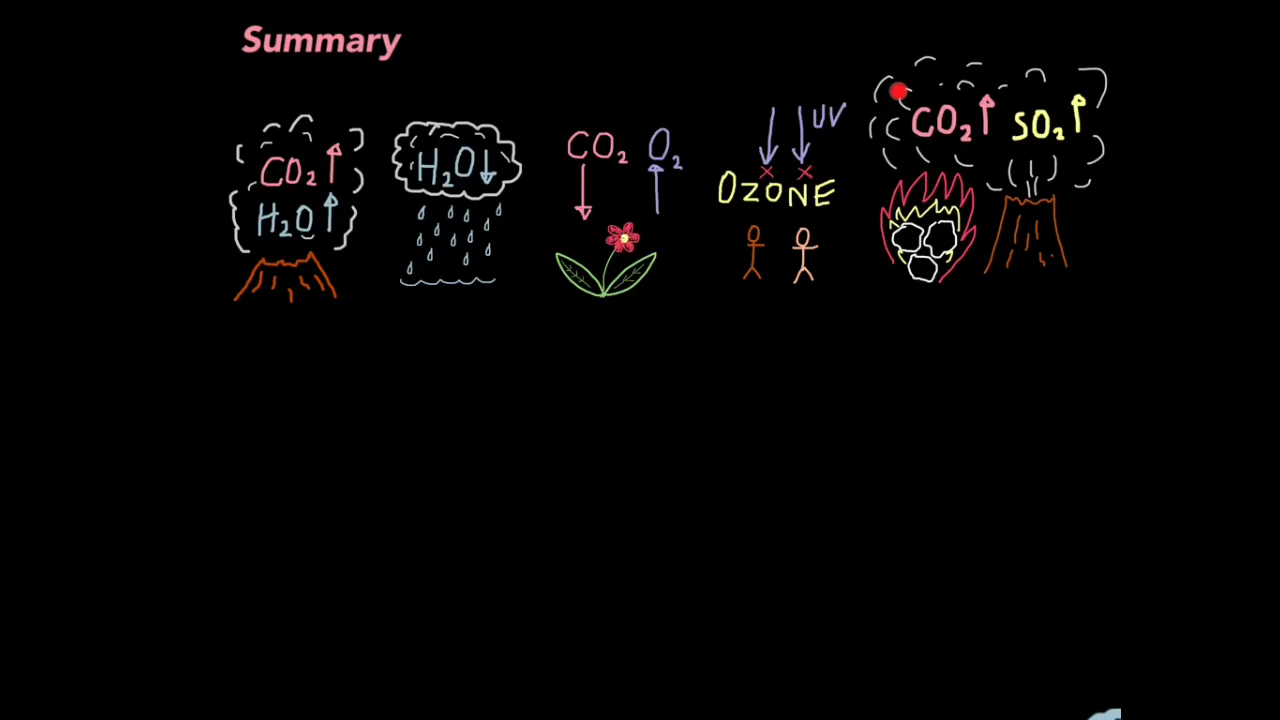 Summary
CO₂
H₂O
H₂O
CO₂ O₂
UV
OZONE
CO₂ SO₂